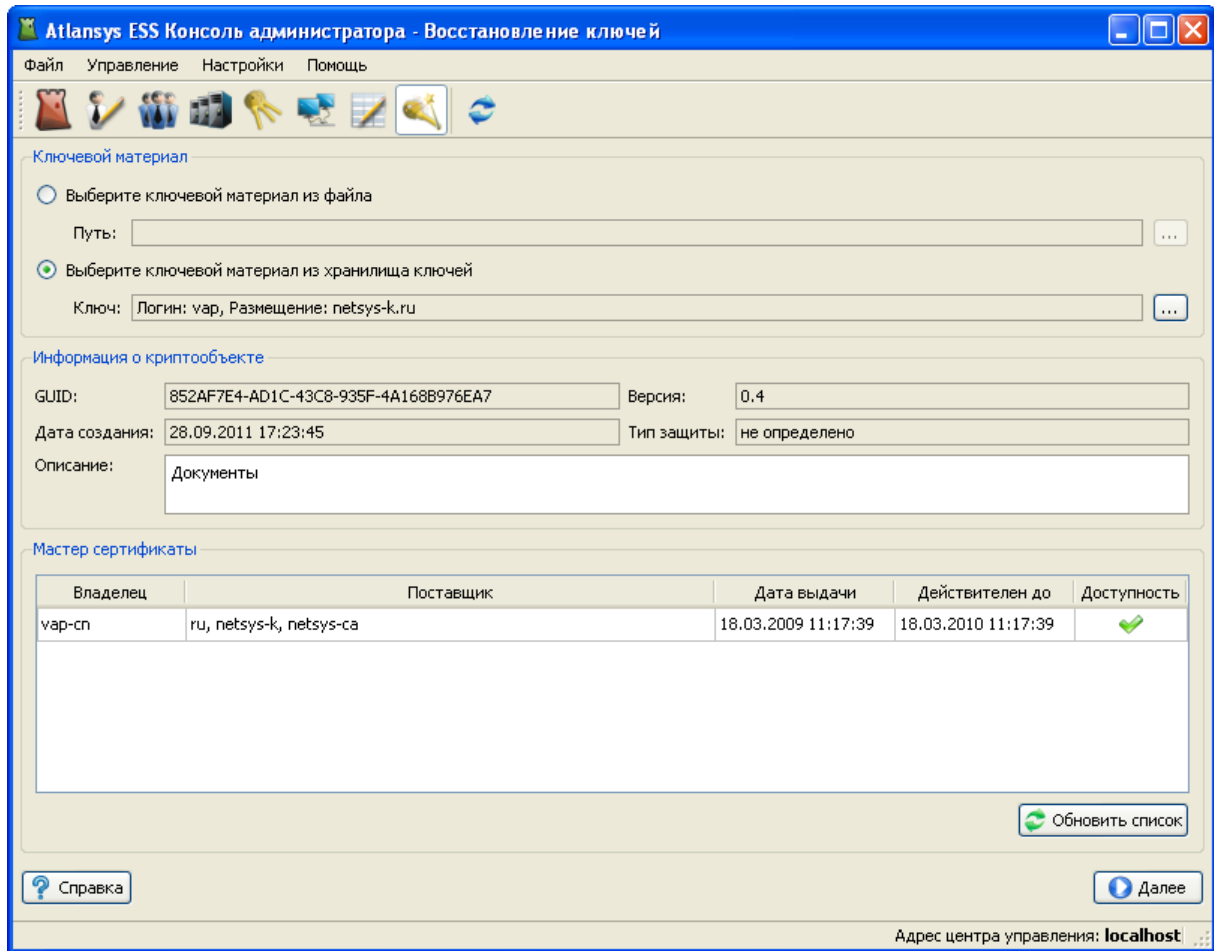 Atlansys ESS Консоль администратора - Восстановление ключей
Файл Управление Настройки Помощь
Ключевой материал
Выберите ключевой материал из файла
Путь: ...
Выберите ключевой материал из хранилища ключей
Ключ: Логин: vap, Размещение: netsys-k.ru ...
Информация о криптообъекте
GUID: 852AF7E4-AD1C-43C8-935F-4A168B976EA7 Версия: 0.4
Дата создания: 28.09.2011 17:23:45 Тип защиты: не определено
Описание: Документы
Мастер сертификаты
Владелец Поставщик Дата выдачи Действителен до Доступность
vap-cn ru, netsys-k, netsys-ca 18.03.2009 11:17:39 18.03.2010 11:17:39
Обновить список
Справка Далее
Адрес центра управления: localhost